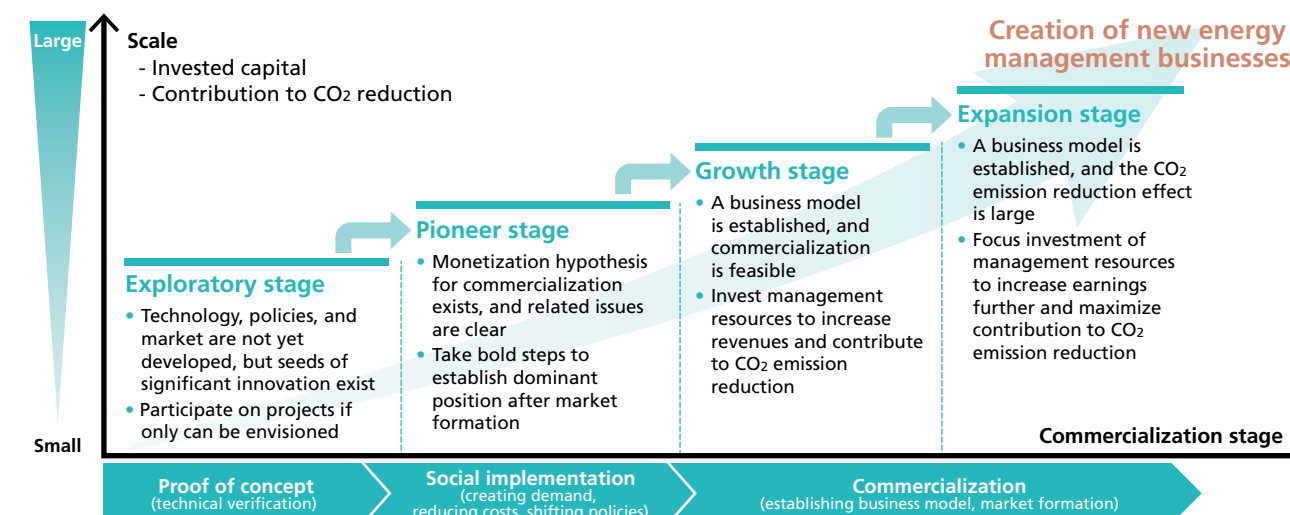 Large
Small
Scale
- Invested capital
- Contribution to CO2 reduction
Creation of new energy
management businesses
Exploratory stage
• Technology, policies, and
market are not yet
developed, but seeds of
significant innovation exist
• Participate on projects if
only can be envisioned
Pioneer stage
• Monetization hypothesis
for commercialization
exists, and related issues
are clear
• Take bold steps to
establish dominant
position after market
formation
Growth stage
• A business model
is established, and
commercialization
is feasible
• Invest management
resources to increase
revenues and contribute
to CO2 emission
reduction
Expansion stage
• A business model is
established, and the CO2
emission reduction effect
is large
• Focus investment of
management resources
to increase earnings
further and maximize
contribution to CO2
emission reduction
Commercialization stage
Proof of concept
(technical verification)
Social implementation
(creating demand,
reducing costs, shifting policies)
Commercialization
(establishing business model, market formation)